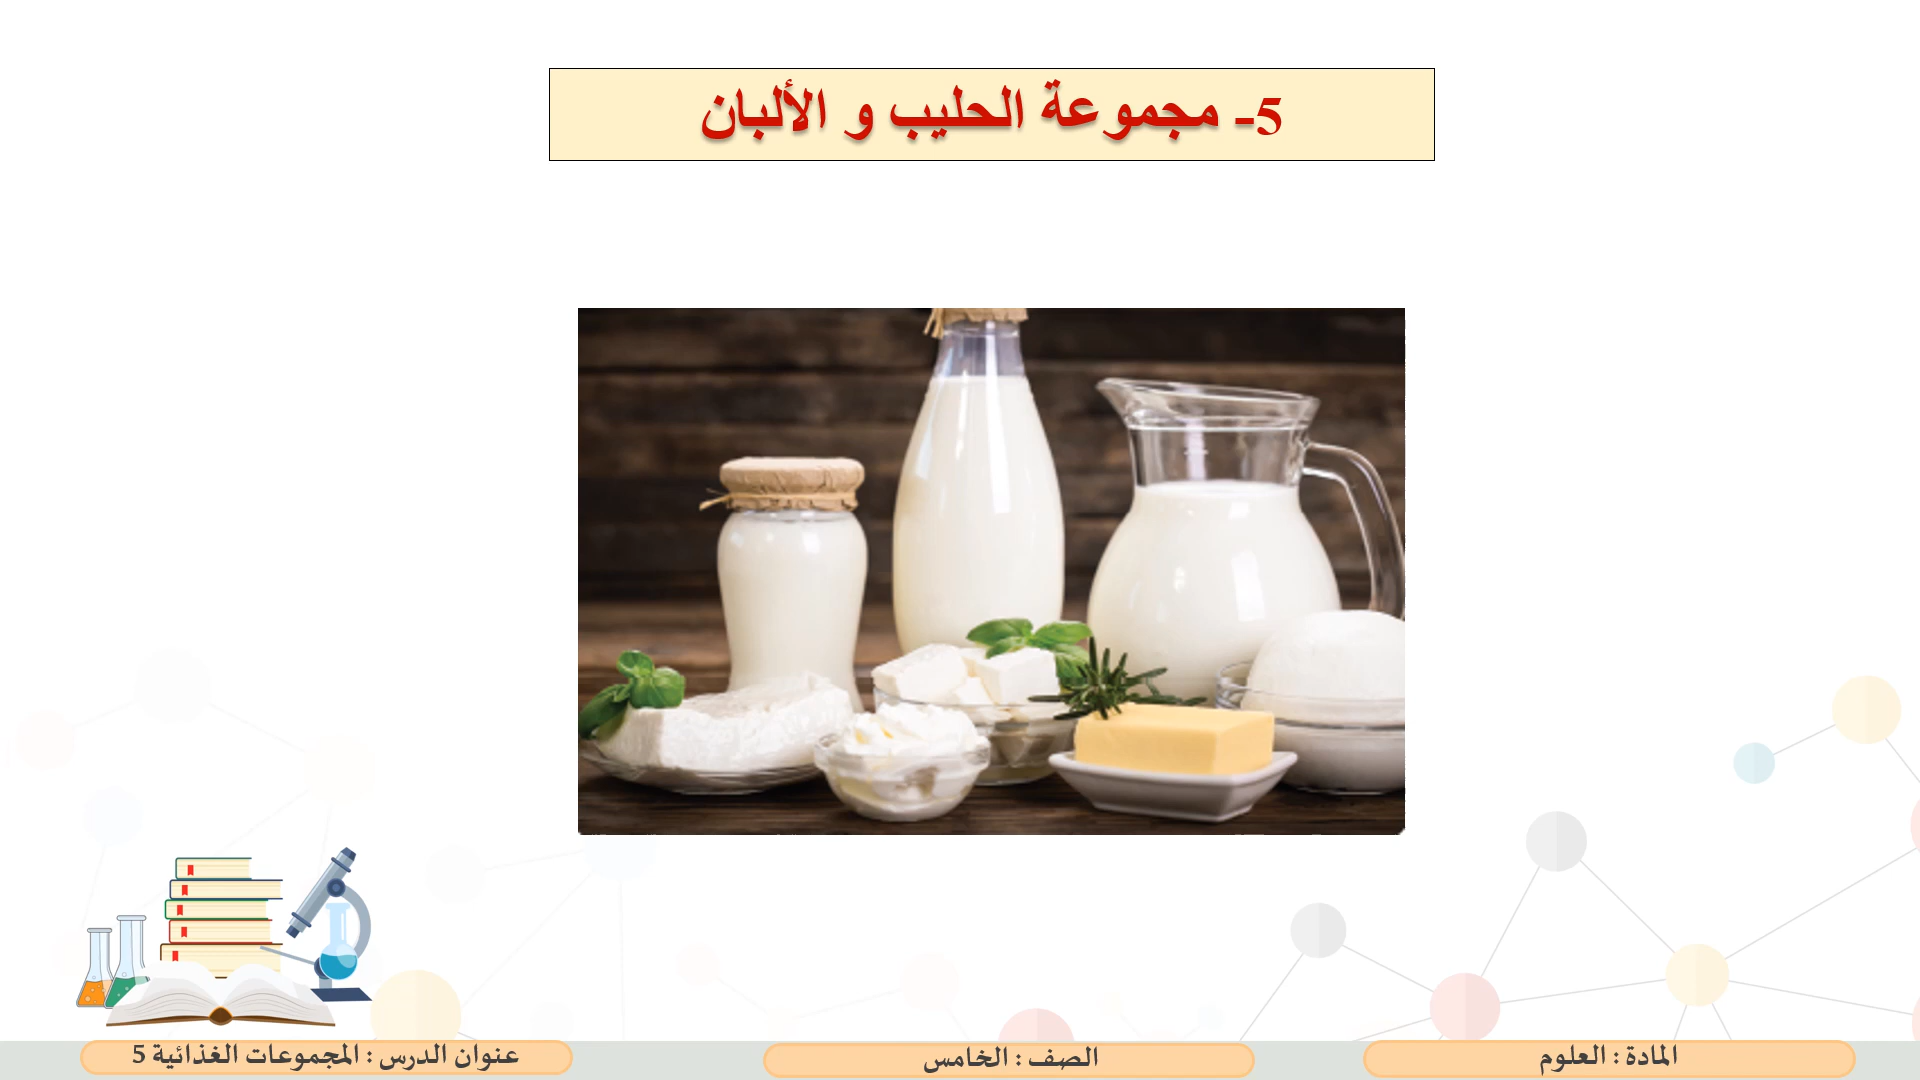 5- مجموعة الحليب و الألبان
المادة : العلوم
الصف : الخامس
عنوان الدرس : المجموعات الغذائية 5